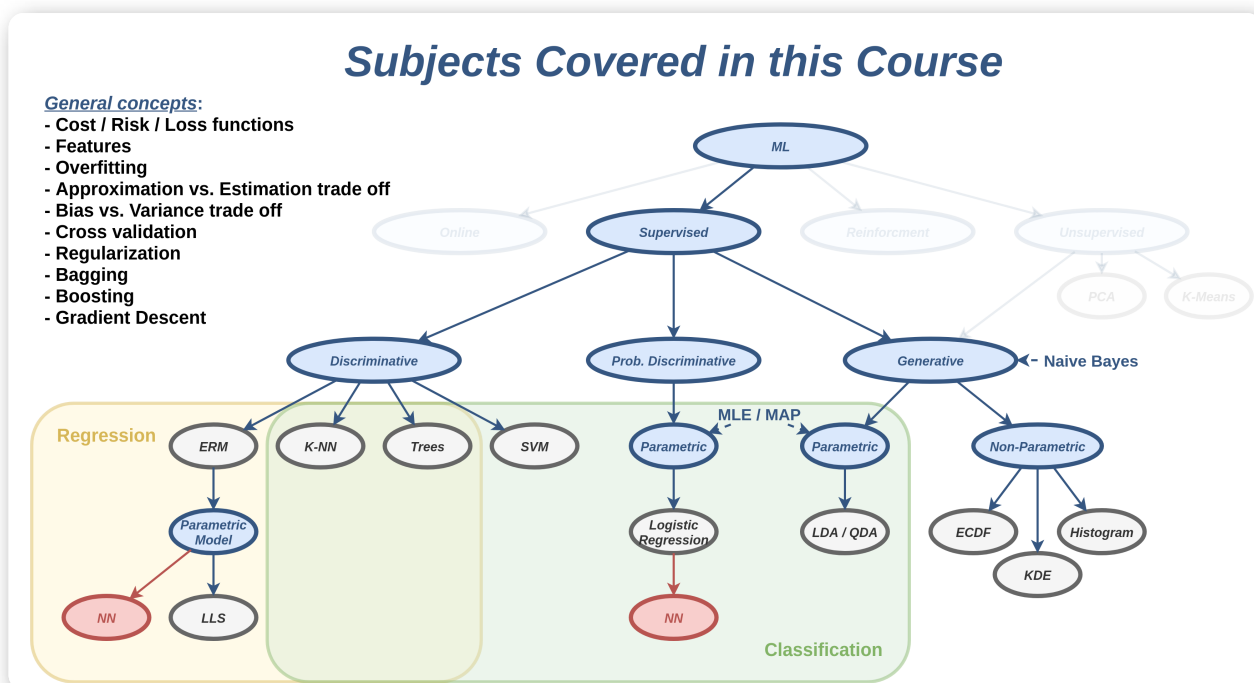 Subjects Covered in this Course
General concepts:
- Cost / Risk / Loss functions
- Features
- Overfitting
- Approximation vs. Estimation trade off
- Bias vs. Variance trade off
- Cross validation
- Regularization
- Bagging
- Boosting
- Gradient Descent
ML
Online
Supervised
Reinforcment
Unsupervised
PCA
K-Means
Discriminative
Prob. Discriminative
Generative
Naive Bayes
MLE / MAP
Regression
ERM
K-NN
Trees
SVM
Parametric
Parametric
Non-Parametric
Parametric
Model
Logistic
Regression
LDA / QDA
ECDF
Histogram
KDE
NN
LLS
NN
Classification